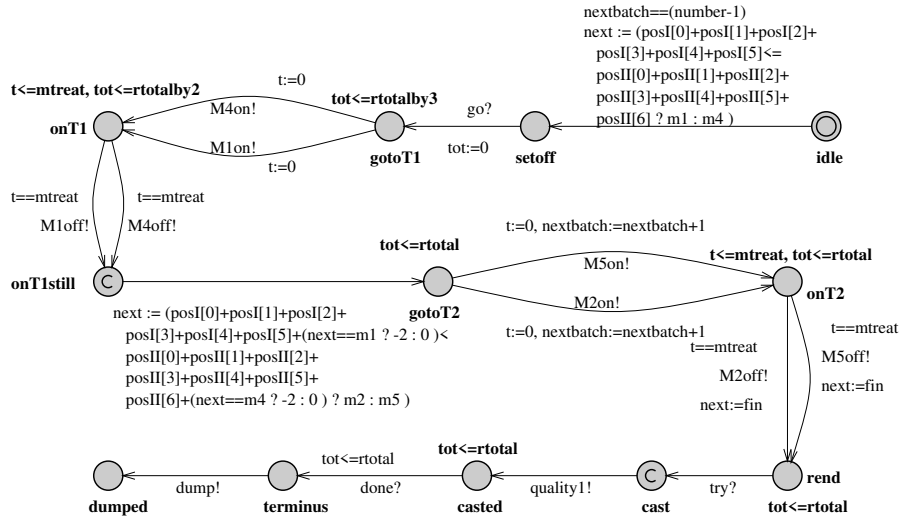 nextbatch==(number-1)
next := (posI[0]+posI[1]+posI[2]+
posI[3]+posI[4]+posI[5]<=
posII[0]+posII[1]+posII[2]+
posII[3]+posII[4]+posII[5]+
posII[6] ? m1 : m4 )
t<=mtreat, tot<=rtotalby2
t:=0
tot<=rtotalby3
M4on!
go?
onT1
M1on!
gotoT1
tot:=0
setoff
idle
t:=0
t==mtreat
t==mtreat
M1off!
M4off!
tot<=rtotal
t:=0, nextbatch:=nextbatch+1
t<=mtreat, tot<=rtotal
M5on!
onT1still
C
gotoT2
M2on!
onT2
next := (posI[0]+posI[1]+posI[2]+
posI[3]+posI[4]+posI[5]+(next==m1 ? -2 : 0 )<
posII[0]+posII[1]+posII[2]+
posII[3]+posII[4]+posII[5]+
posII[6]+(next==m4 ? -2 : 0 ) ? m2 : m5 )
t:=0, nextbatch:=nextbatch+1
t==mtreat
M2off!
next:=fin
t==mtreat
M5off!
next:=fin
tot<=rtotal
tot<=rtotal
C
rend
dump!
done?
quality1!
try?
dumped
terminus
casted
cast
tot<=rtotal